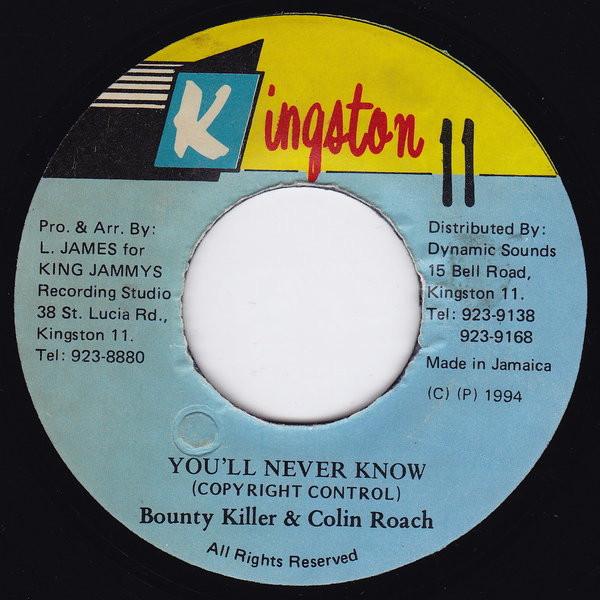 Kingston 11
Pro. & Arr. By:
L. JAMES for
KING JAMMYS
Recording Studio
38 St. Lucia Rd.,
Kingston 11.
Tel: 923-8880
Distributed By:
Dynamic Sounds
15 Bell Road,
Kingston 11.
Tel: 923-9138
923-9168
Made in Jamaica
(C) (P) 1994
YOU'LL NEVER KNOW
(COPYRIGHT CONTROL)
Bounty Killer & Colin Roach
All Rights Reserved